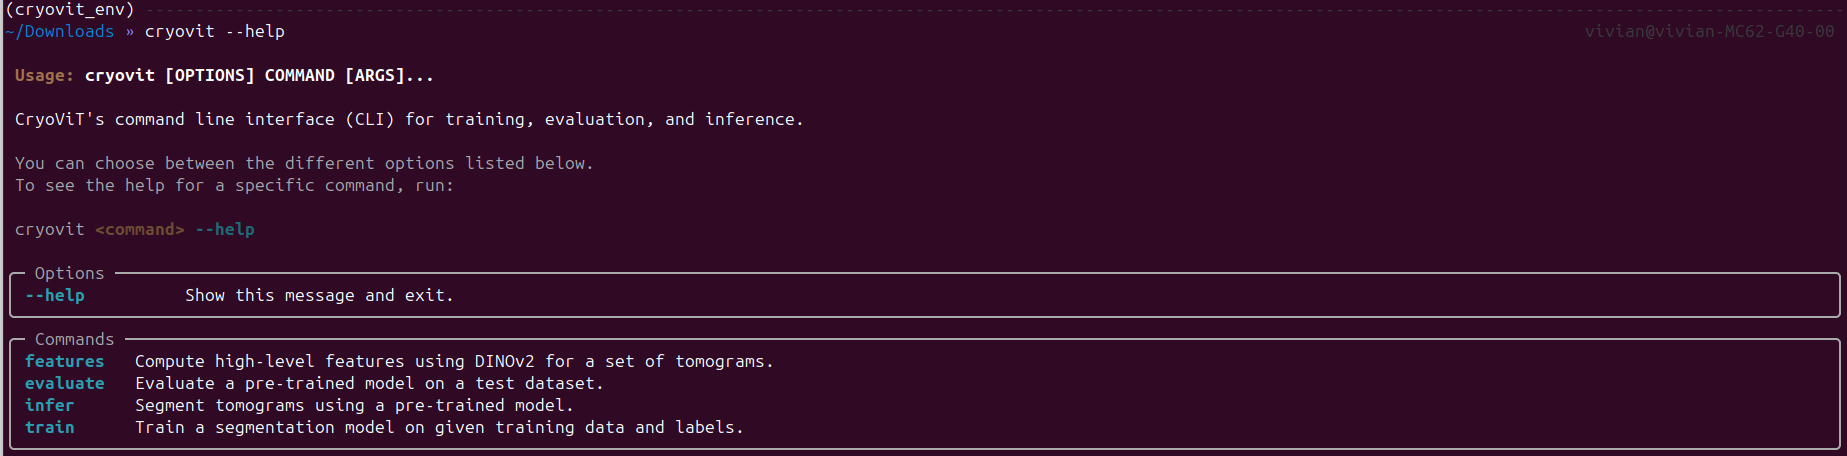 (cryovit_env)
~/Downloads » cryovit --help vivian@vivian-MC62-G40-00
Usage: cryovit [OPTIONS] COMMAND [ARGS]...
CryoViT's command line interface (CLI) for training, evaluation, and inference.
You can choose between the different options listed below.
To see the help for a specific command, run:
cryovit <command> --help
Options
--help Show this message and exit.
Commands
features Compute high-level features using DINOv2 for a set of tomograms.
evaluate Evaluate a pre-trained model on a test dataset.
infer Segment tomograms using a pre-trained model.
train Train a segmentation model on given training data and labels.